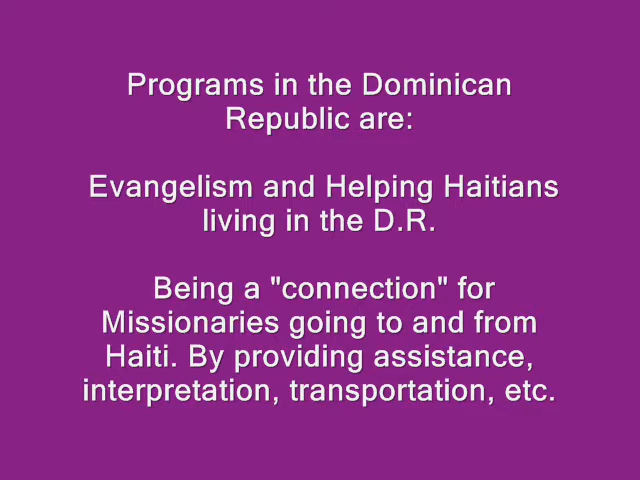 Programs in the Dominican
Republic are:
Evangelism and Helping Haitians
living in the D.R.
Being a "connection" for
Missionaries going to and from
Haiti. By providing assistance,
interpretation, transportation, etc.